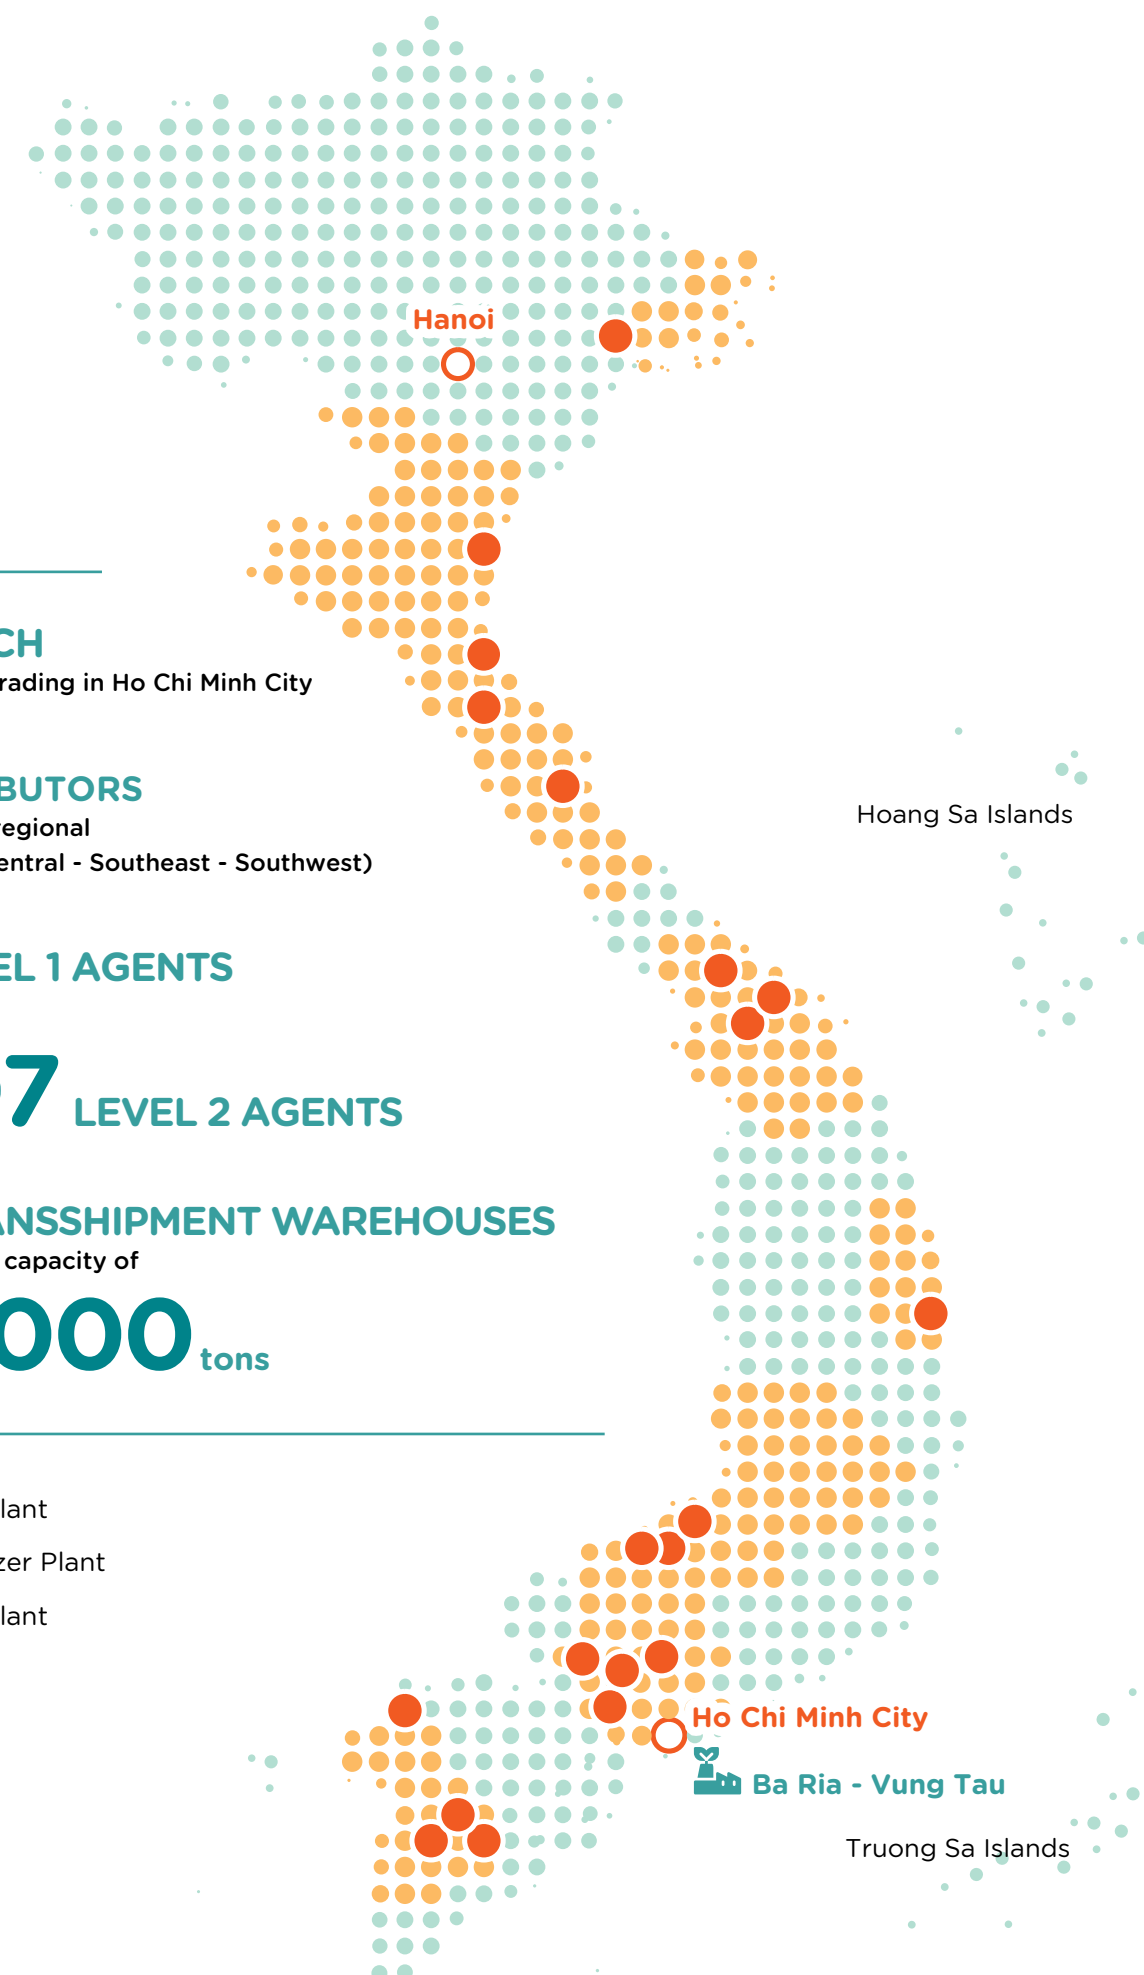 Hanoi
CH
rading in Ho Chi Minh City
BUTORS
regional
entral - Southeast - Southwest)
Hoang Sa Islands
EL 1 AGENTS
7 LEVEL 2 AGENTS
ANSSHIPMENT WAREHOUSES
capacity of
000 tons
lant
zer Plant
lant
Ho Chi Minh City
Ba Ria - Vung Tau
Truong Sa Islands